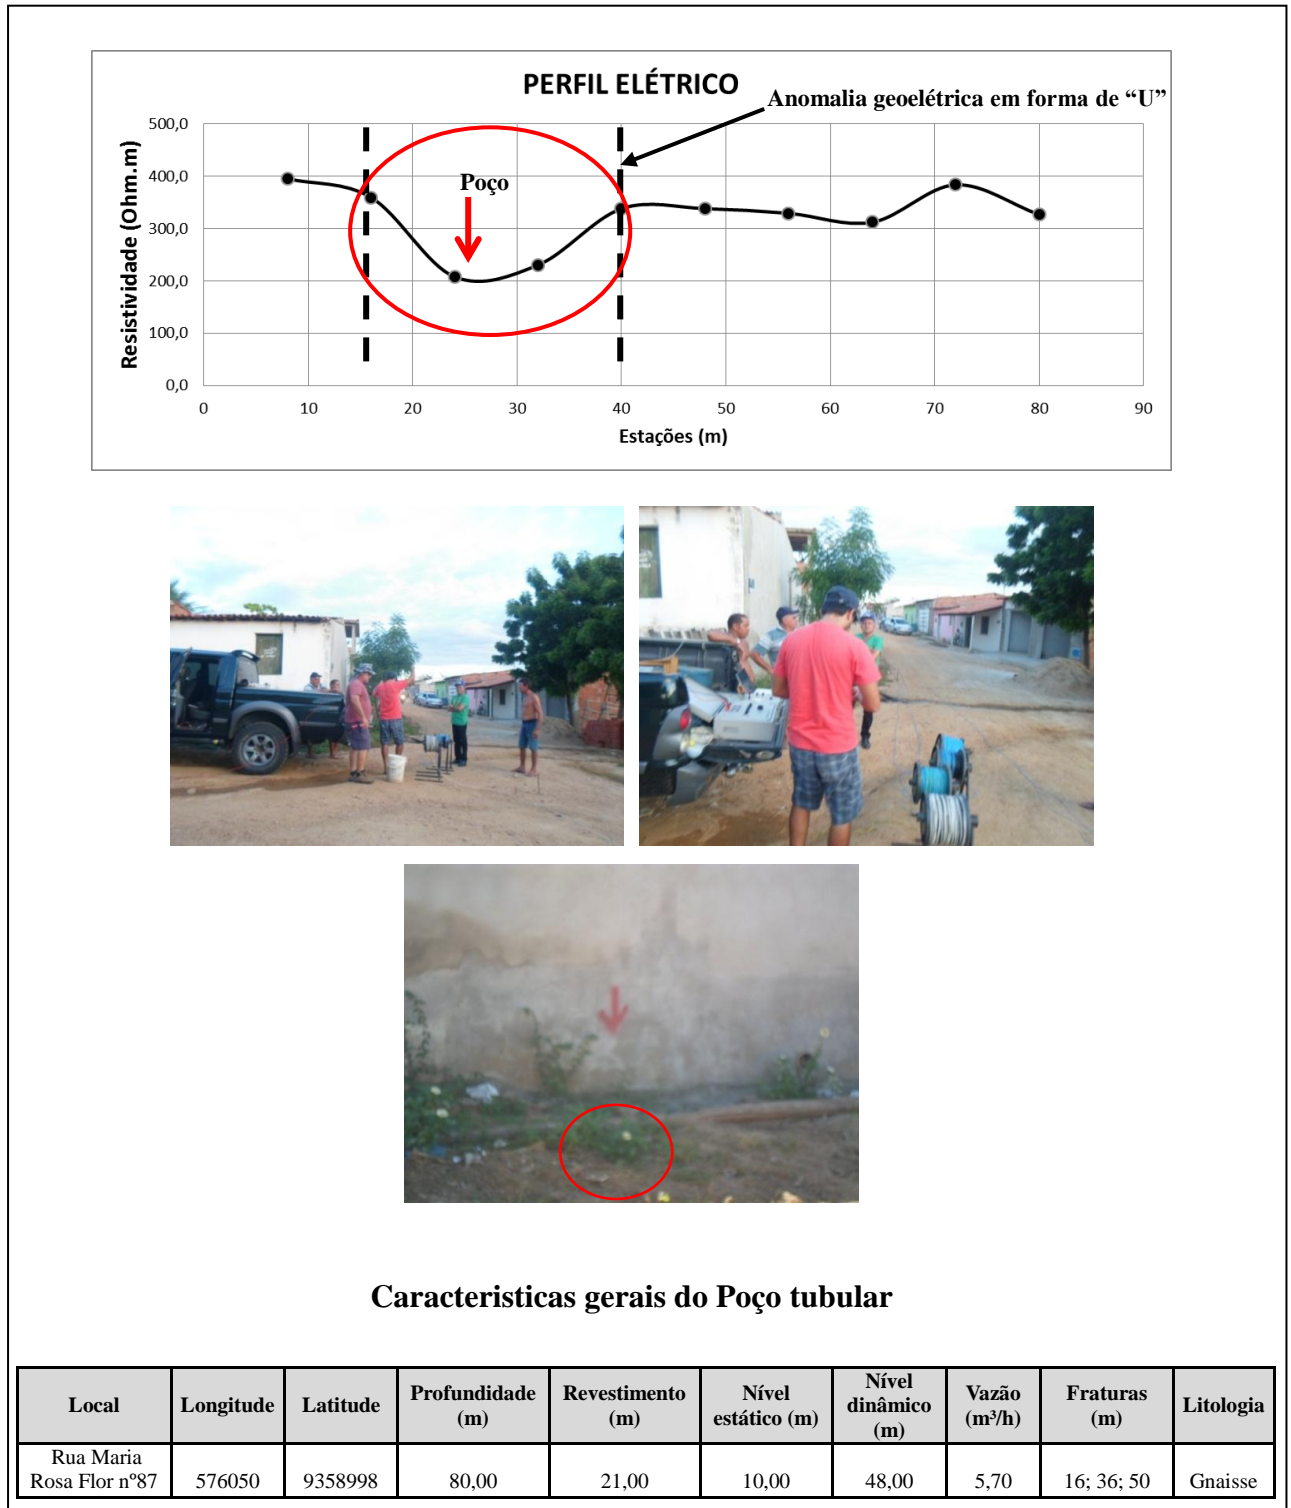 PERFIL ELÉTRICO
Anomalia geoelétrica em forma de “U”
Poço
Resistividade (Ohm.m)
500,0
400,0
300,0
200,0
100,0
0,0
0 10 20 30 40 50 60 70 80 90
Estações (m)
Caracteristicas gerais do Poço tubular
Local Longitude Latitude Profundidade (m) Revestimento (m) Nível estático (m) Nível dinâmico (m) Vazão (m³/h) Fraturas (m) Litologia
Rua Maria Rosa Flor nº87 576050 9358998 80,00 21,00 10,00 48,00 5,70 16; 36; 50 Gnaisse